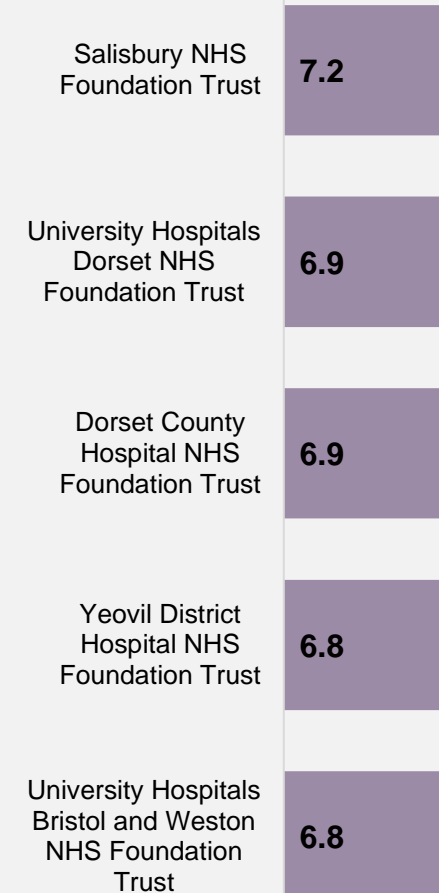 Salisbury NHS
Foundation Trust
7.2
University Hospitals
Dorset NHS
Foundation Trust
6.9
Dorset County
Hospital NHS
Foundation Trust
6.9
Yeovil District
Hospital NHS
Foundation Trust
6.8
University Hospitals
Bristol and Weston
NHS Foundation
Trust
6.8